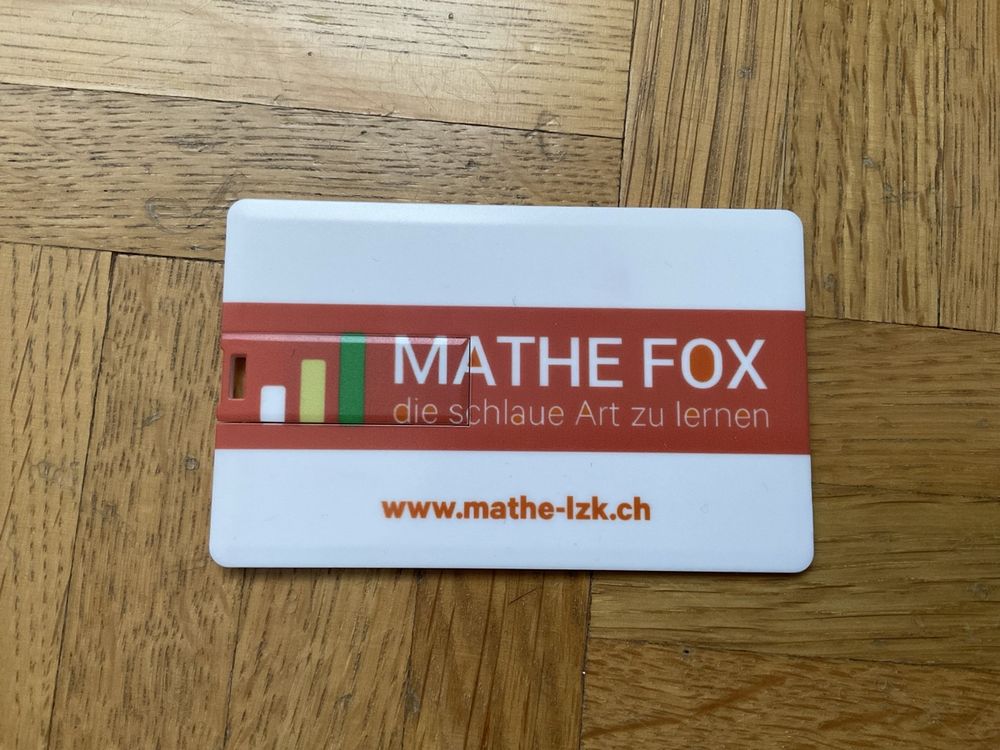 MATHE FOX
die schlaue Art zu lernen
www.mathe-lzk.ch